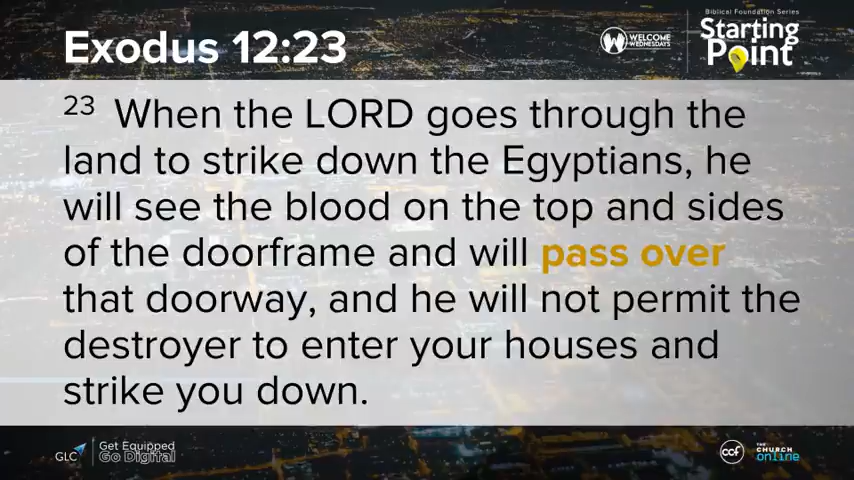 Biblical Foundation Series
Exodus 12:23
WELCOME
WEDNESDAYS
Starting
Point
23 When the LORD goes through the
land to strike down the Egyptians, he
will see the blood on the top and sides
of the doorframe and will pass over
that doorway, and he will not permit the
destroyer to enter your houses and
strike you down.
GLC
Get Equipped
Go Digital
ccf
THE
CHURCH
online